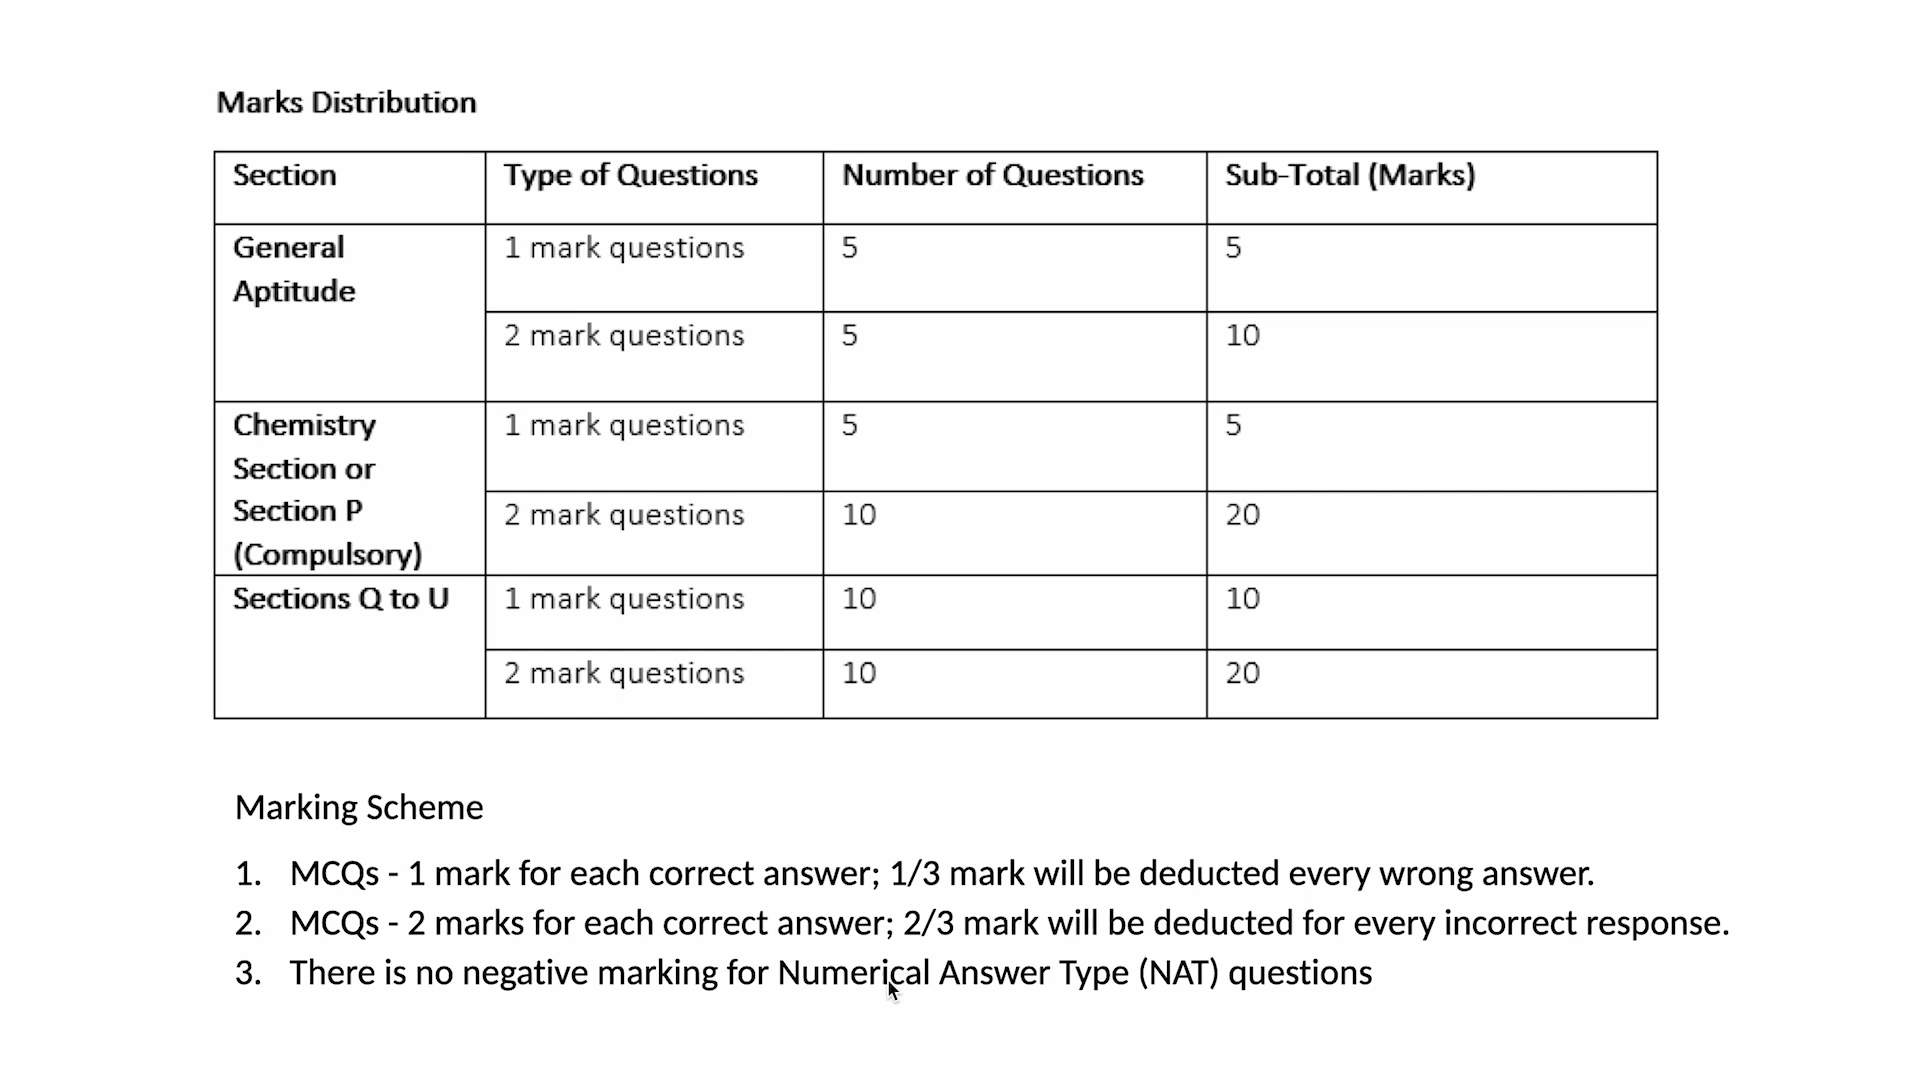 Marks Distribution
Section Type of Questions Number of Questions Sub-Total (Marks)
General Aptitude 1 mark questions 5 5
2 mark questions 5 10
Chemistry Section or Section P (Compulsory) 1 mark questions 5 5
2 mark questions 10 20
Sections Q to U 1 mark questions 10 10
2 mark questions 10 20
Marking Scheme
1. MCQs - 1 mark for each correct answer; 1/3 mark will be deducted every wrong answer.
2. MCQs - 2 marks for each correct answer; 2/3 mark will be deducted for every incorrect response.
3. There is no negative marking for Numerical Answer Type (NAT) questions